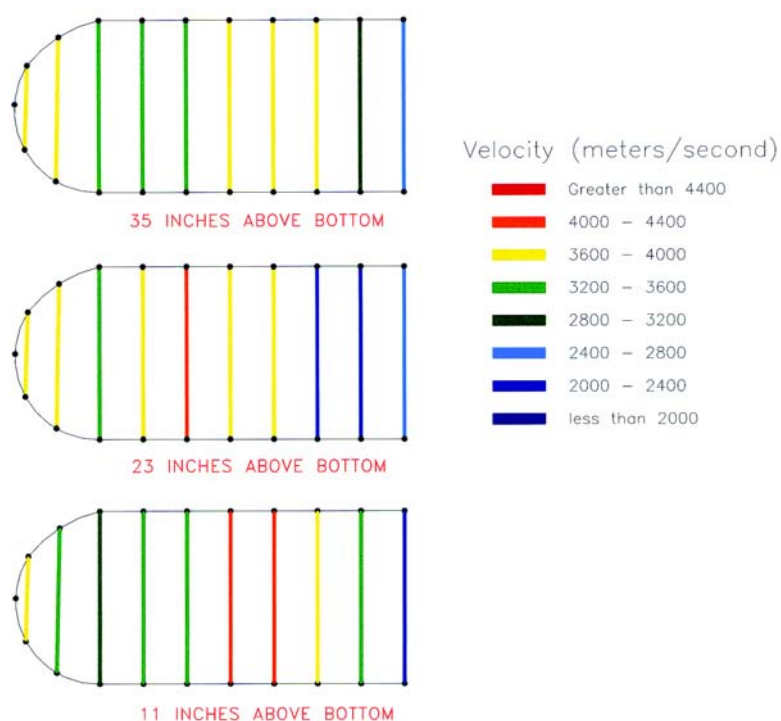 35 INCHES ABOVE BOTTOM
23 INCHES ABOVE BOTTOM
11 INCHES ABOVE BOTTOM
Velocity (meters/second)
Greater than 4400
4000 – 4400
3600 – 4000
3200 – 3600
2800 – 3200
2400 – 2800
2000 – 2400
less than 2000